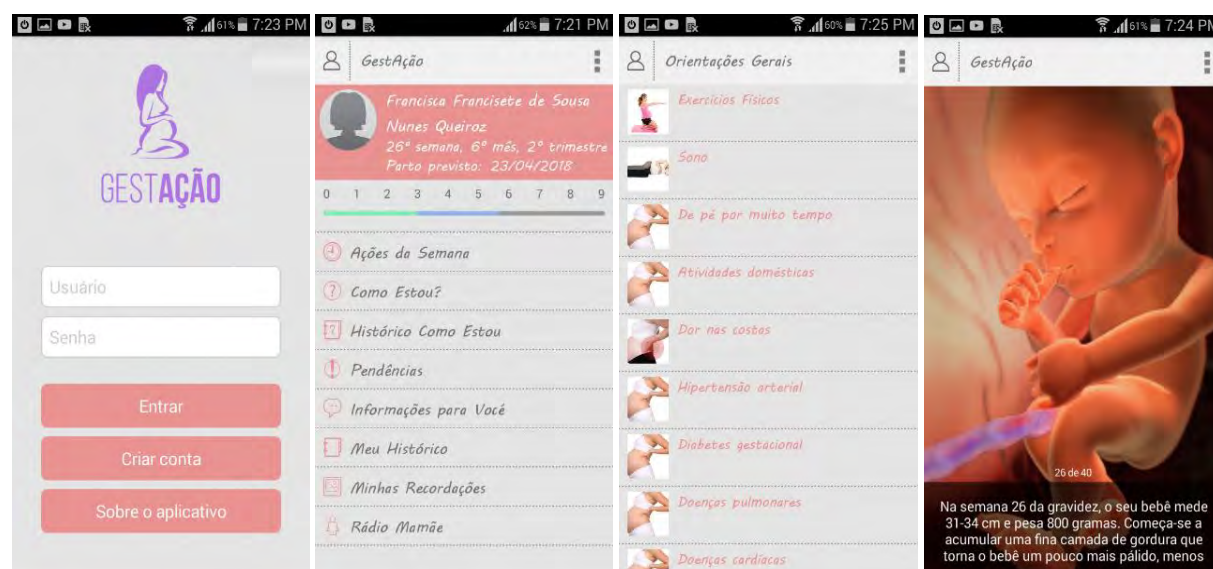 61% 7:23 PM
GESTAÇÃO
Usuário
Senha
Entrar
Criar conta
Sobre o aplicativo
62% 7:21 PM
GestAção
Francisca Francisete de Sousa
Nunes Queiroz
26ª semana, 6º mês, 2º trimestre
Parto previsto: 23/04/2018
0 1 2 3 4 5 6 7 8 9
Ações da Semana
Como Estou?
Histórico Como Estou
Pendências
Informações para Você
Meu Histórico
Minhas Recordações
Rádio Mamãe
60% 7:25 PM
Orientações Gerais
Exercícios Físicos
Sono
De pé por muito tempo
Atividades domésticas
Dor nas costas
Hipertensão arterial
Diabetes gestacional
Doenças pulmonares
Doenças cardíacas
61% 7:24 PM
GestAção
26 de 40
Na semana 26 da gravidez, o seu bebê mede
31-34 cm e pesa 800 gramas. Começa-se a
acumular uma fina camada de gordura que
torna o bebê um pouco mais pálido, menos